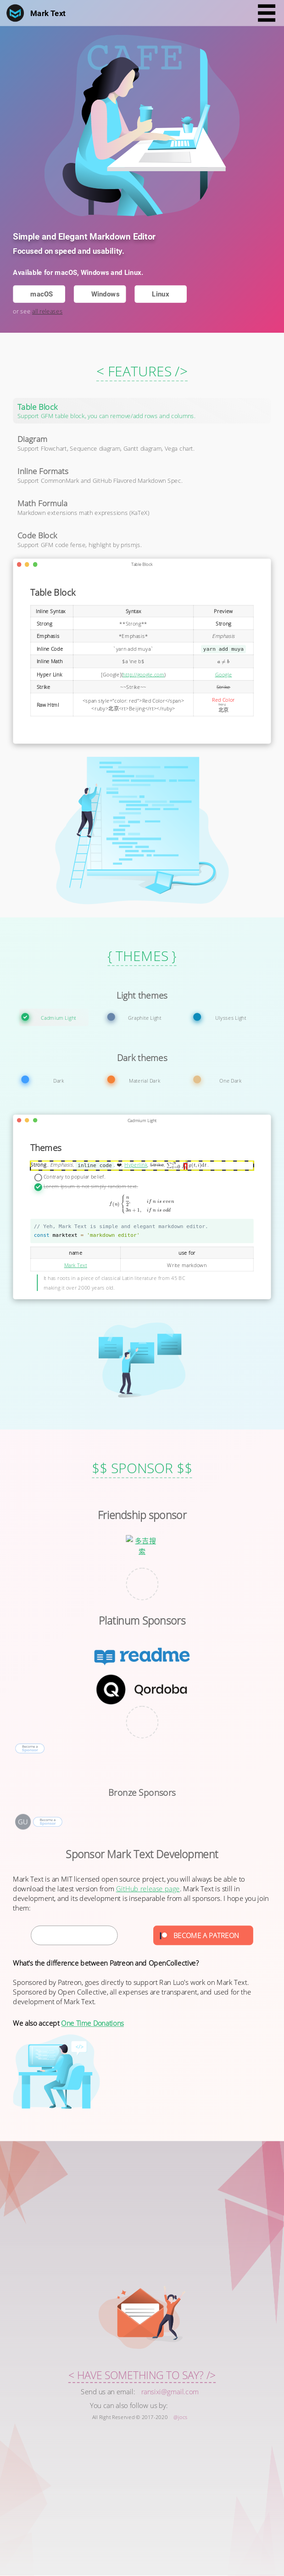 Mark Text
CAFE
Simple and Elegant Markdown Editor
Focused on speed and usability.
Available for macOS, Windows and Linux.
macOS
Windows
Linux
or see all releases
< FEATURES />
Table Block
Support GFM table block, you can remove/add rows and columns.
Diagram
Support Flowchart, Sequence diagram, Gantt diagram, Vega chart.
Inline Formats
Support CommonMark and GitHub Flavored Markdown Spec.
Math Formula
Markdown extensions math expressions (KaTeX)
Code Block
Support GFM code fense, highlight by prismjs.
Table Block
Table Block
Inline Syntax Syntax Preview
Strong **Strong** Strong
Emphasis *Emphasis* Emphasis
Inline Code `yarn add muya` yarn add muya
Inline Math $a \ne b$ a ≠ b
Hyper Link [Google](http://google.com) Google
Strike ~~Strike~~ Strike
Raw Html
<span style="color: red">Red Color</span>
<ruby>北京<rt>Beijing</rt></ruby>
Red Color
北京
{ THEMES }
Light themes
Cadmium Light
Graphite Light
Ulysses Light
Dark themes
Dark
Material Dark
One Dark
Cadmium Light
Themes
Strong Emphasis inline code ❤ Hyperlink Strike
Contrary to popular belief.
Lorem Ipsum is not simply random text.
// Yeh, Mark Text is simple and elegant markdown editor.
const marktext = 'markdown editor'
name use for
Mark Text Write markdown
It has roots in a piece of classical Latin literature from 45 BC
making it over 2000 years old.
$$ SPONSOR $$
Friendship sponsor
多吉搜
索
Platinum Sponsors
readme
Qordoba
Become a
Sponsor
Bronze Sponsors
GU
Become a
Sponsor
Sponsor Mark Text Development
Mark Text is an MIT licensed open source project, you will always be able to
download the latest version from GitHub release page. Mark Text is still in
development, and its development is inseparable from all sponsors. I hope you join
them:
BECOME A PATREON
What's the difference between Patreon and OpenCollective?
Sponsored by Patreon, goes directly to support Ran Luo's work on Mark Text.
Sponsored by Open Collective, all expenses are transparent, and used for the
development of Mark Text.
We also accept One Time Donations
< HAVE SOMETHING TO SAY? />
Send us an email: ransixi@gmail.com
You can also follow us by:
All Right Reserved © 2017-2020 @Jocs